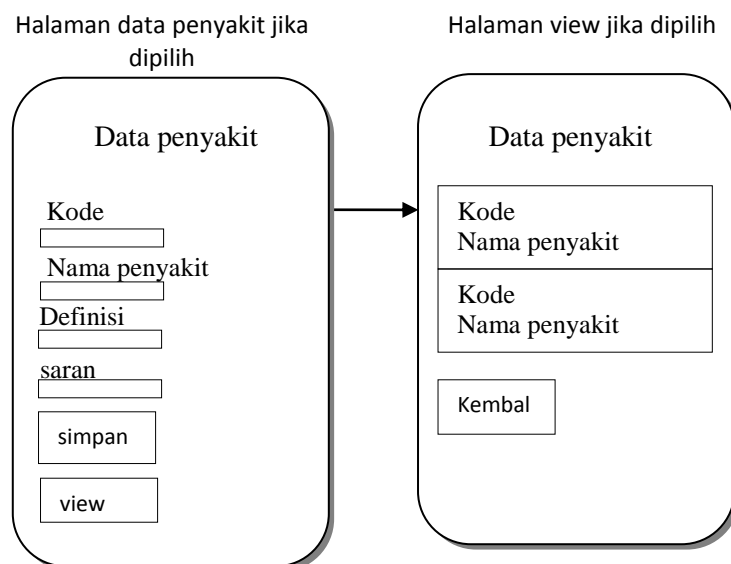 Halaman data penyakit jika
dipilih
Data penyakit
Kode
Nama penyakit
Definisi
saran
simpan
view
Halaman view jika dipilih
Data penyakit
Kode
Nama penyakit
Kode
Nama penyakit
Kembal